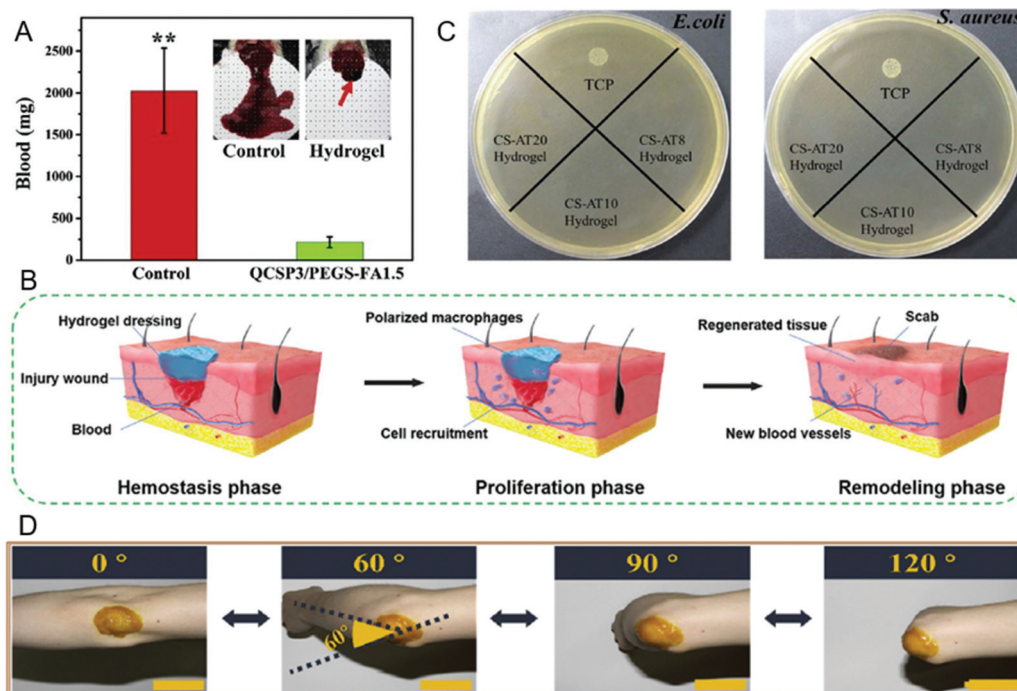 A
**
Blood (mg)
2500
2000
1500
1000
500
0
Control
Hydrogel
Control
QCSP3/PEGS-FA1.5
C
E.coli
TCP
CS-AT20
Hydrogel
CS-AT8
Hydrogel
CS-AT10
Hydrogel
S. aureus
TCP
CS-AT20
Hydrogel
CS-AT8
Hydrogel
CS-AT10
Hydrogel
B
Hydrogel dressing
Injury wound
Blood
Hemostasis phase
Polarized macrophages
Cell recruitment
Proliferation phase
Regenerated tissue
Scab
New blood vessels
Remodeling phase
D
0 °
60 °
60°
90 °
120 °